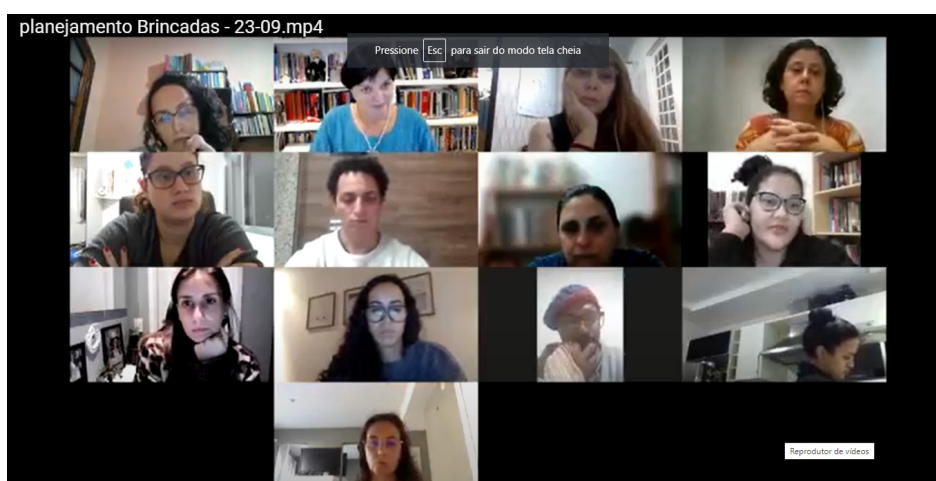 planejamento Brincadas - 23-09.mp4
Pressione Esc para sair do modo tela cheia
Reprodutor de vídeos